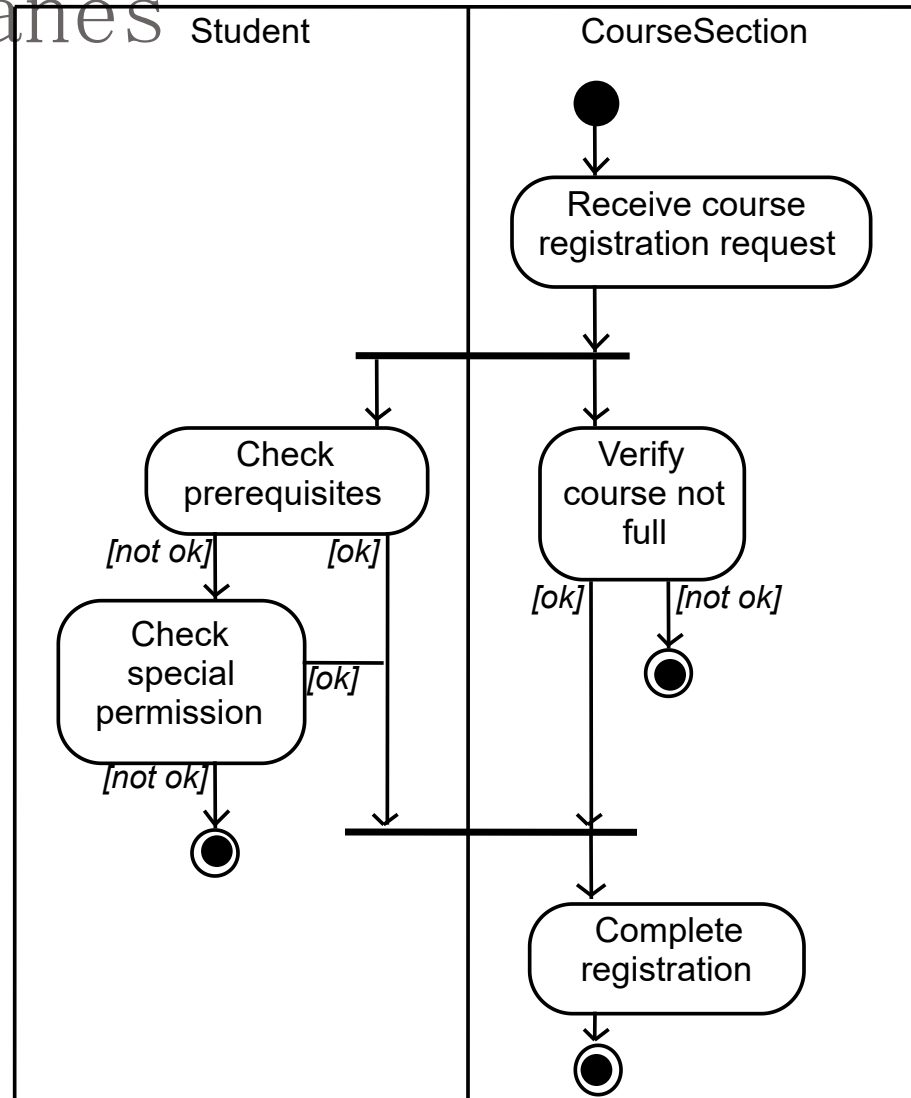 anes
Student
CourseSection
Receive course
registration request
Check
prerequisites
Verify
course not
full
[not ok]
[ok]
[ok]
[not ok]
Check
special
permission
[ok]
[not ok]
Complete
registration